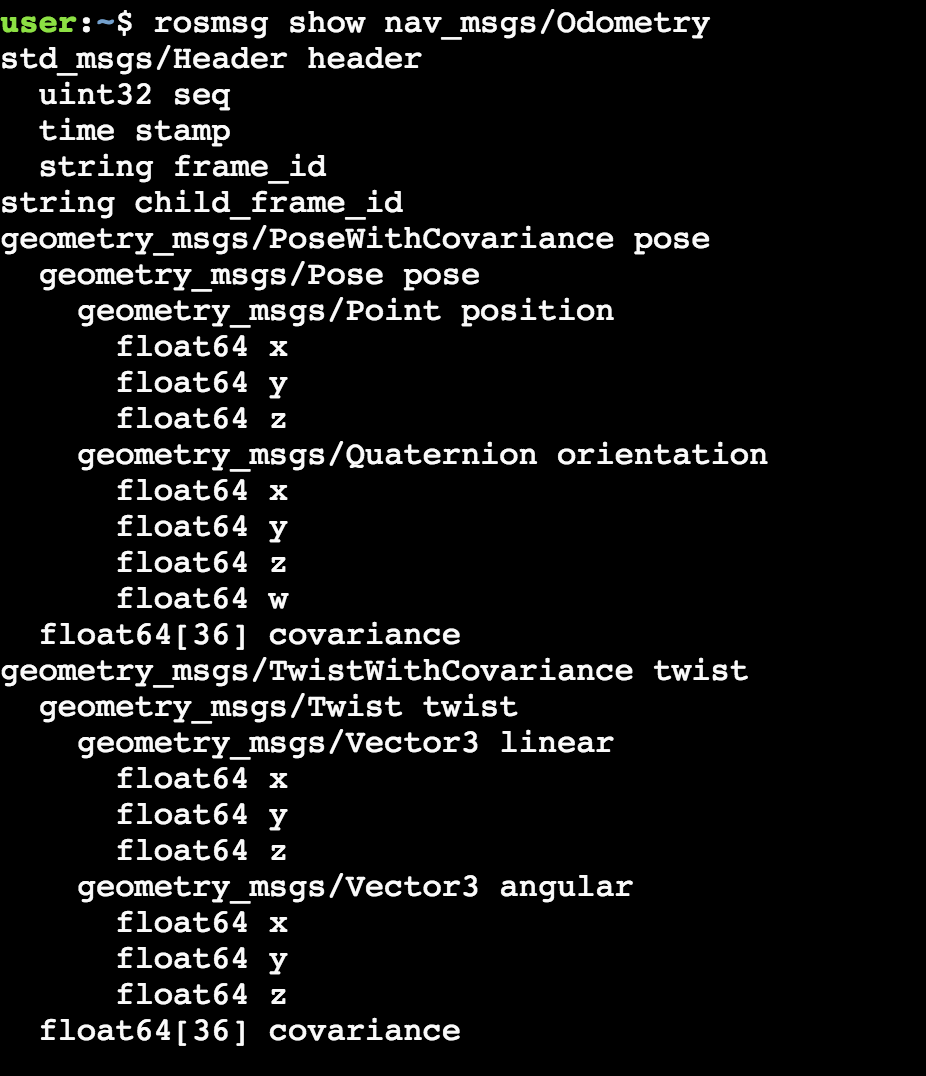 user:~$ rosmsg show nav_msgs/Odometry
std_msgs/Header header
  uint32 seq
  time stamp
  string frame_id
string child_frame_id
geometry_msgs/PoseWithCovariance pose
  geometry_msgs/Pose pose
    geometry_msgs/Point position
      float64 x
      float64 y
      float64 z
    geometry_msgs/Quaternion orientation
      float64 x
      float64 y
      float64 z
      float64 w
  float64[36] covariance
geometry_msgs/TwistWithCovariance twist
  geometry_msgs/Twist twist
    geometry_msgs/Vector3 linear
      float64 x
      float64 y
      float64 z
    geometry_msgs/Vector3 angular
      float64 x
      float64 y
      float64 z
  float64[36] covariance